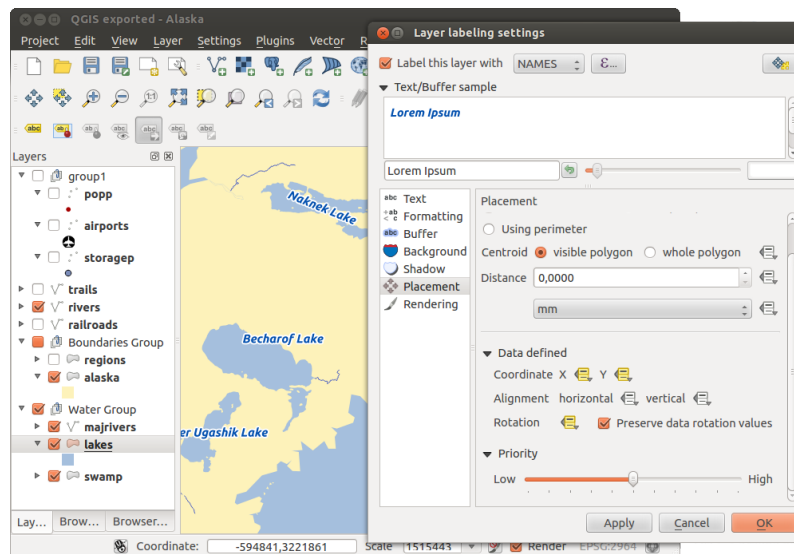 QGIS exported - Alaska
Project Edit View Layer Settings Plugins Vector R
Layers
group1
popp
airports
storagep
trails
rivers
railroads
Boundaries Group
regions
alaska
Water Group
majrivers
lakes
swamp
Lay... Brow... Browser...
Naknek Lake
Becharof Lake
er Ugashik Lake
Coordinate: -594841,3221861 Scale 1515443 Render EPSG:2964
Layer labeling settings
Label this layer with NAMES ε...
Text/Buffer sample
Lorem Ipsum
Lorem Ipsum
Text
Formatting
Buffer
Background
Shadow
Placement
Rendering
Placement
Using perimeter
Centroid visible polygon whole polygon
Distance 0,0000
mm
Data defined
Coordinate X Y
Alignment horizontal vertical
Rotation Preserve data rotation values
Priority
Low High
Apply Cancel OK